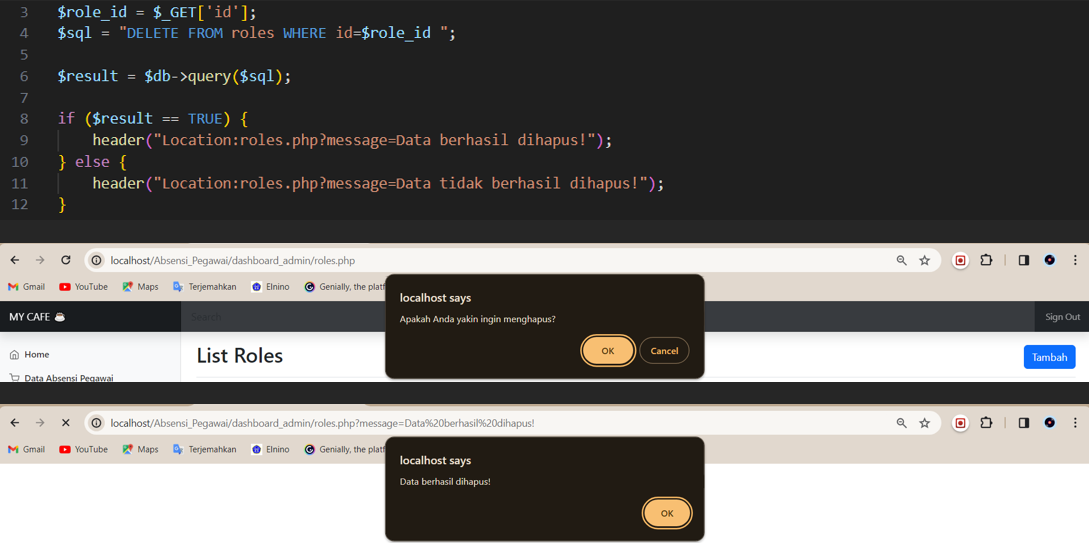 3 $role_id = $_GET['id'];
4 $sql = "DELETE FROM roles WHERE id=$role_id ";
5
6 $result = $db->query($sql);
7
8 if ($result == TRUE) {
9 header("Location:roles.php?message=Data berhasil dihapus!");
10 } else {
11 header("Location:roles.php?message=Data tidak berhasil dihapus!");
12 }
localhost/Absensi_Pegawai/dashboard_admin/roles.php
Gmail YouTube Maps Terjemahkan Elnino Genially, the platf
localhost says
Apakah Anda yakin ingin menghapus?
OK Cancel
MY CAFE ☕ Search Sign Out
Home
List Roles Tambah
Data Absensi Pegawai
localhost/Absensi_Pegawai/dashboard_admin/roles.php?message=Data%20berhasil%20dihapus!
Gmail YouTube Maps Terjemahkan Elnino Genially, the platf
localhost says
Data berhasil dihapus!
OK